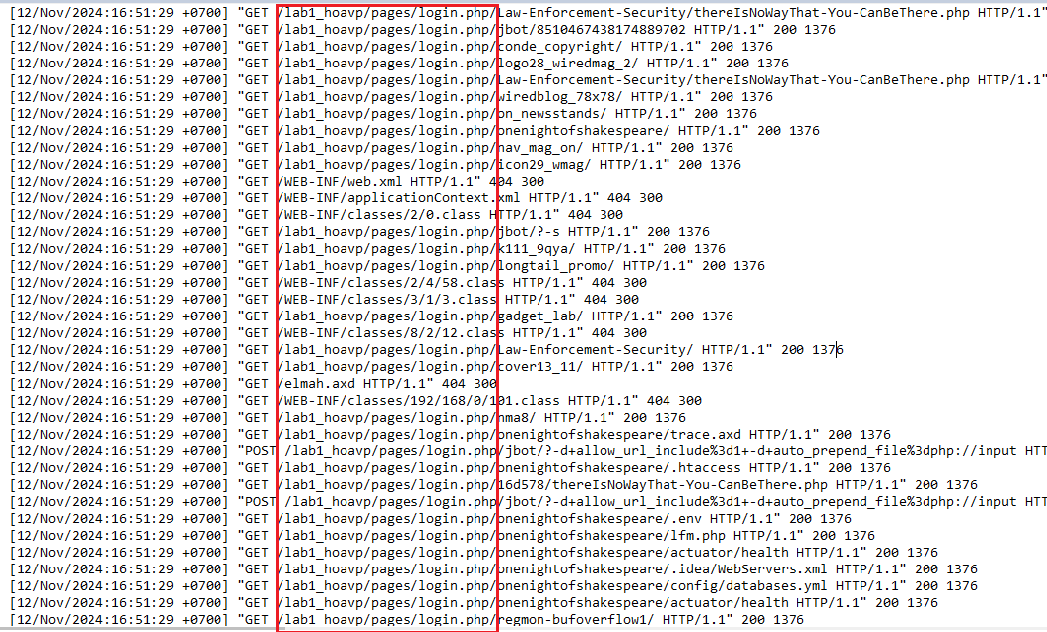 [12/Nov/2024:16:51:29 +0700] "GET /lab1_hoavp/pages/login.php/Law-Enforcement-Security/thereIsNoWayThat-You-CanBeThere.php HTTP/1.1"
[12/Nov/2024:16:51:29 +0700] "GET /lab1_hoavp/pages/login.php/jbot/8510467438174889702 HTTP/1.1" 200 1376
[12/Nov/2024:16:51:29 +0700] "GET /lab1_hoavp/pages/login.php/conde_copyright/ HTTP/1.1" 200 1376
[12/Nov/2024:16:51:29 +0700] "GET /lab1_hoavp/pages/login.php/logo28_wiredmag_2/ HTTP/1.1" 200 1376
[12/Nov/2024:16:51:29 +0700] "GET /lab1_hoavp/pages/login.php/Law-Enforcement-Security/thereIsNoWayThat-You-CanBeThere.php HTTP/1.1"
[12/Nov/2024:16:51:29 +0700] "GET /lab1_hoavp/pages/login.php/wiredblog_78x78/ HTTP/1.1" 200 1376
[12/Nov/2024:16:51:29 +0700] "GET /lab1_hoavp/pages/login.php/on_newsstands/ HTTP/1.1" 200 1376
[12/Nov/2024:16:51:29 +0700] "GET /lab1_hoavp/pages/login.php/onenightofshakespeare/ HTTP/1.1" 200 1376
[12/Nov/2024:16:51:29 +0700] "GET /lab1_hoavp/pages/login.php/nav_mag_on/ HTTP/1.1" 200 1376
[12/Nov/2024:16:51:29 +0700] "GET /lab1_hoavp/pages/login.php/icon29_wmag/ HTTP/1.1" 200 1376
[12/Nov/2024:16:51:29 +0700] "GET /WEB-INF/web.xml HTTP/1.1" 404 300
[12/Nov/2024:16:51:29 +0700] "GET /WEB-INF/applicationContext.xml HTTP/1.1" 404 300
[12/Nov/2024:16:51:29 +0700] "GET /WEB-INF/classes/2/0.class HTTP/1.1" 404 300
[12/Nov/2024:16:51:29 +0700] "GET /lab1_hoavp/pages/login.php/jbot/?-s HTTP/1.1" 200 1376
[12/Nov/2024:16:51:29 +0700] "GET /lab1_hoavp/pages/login.php/k111_9qya/ HTTP/1.1" 200 1376
[12/Nov/2024:16:51:29 +0700] "GET /lab1_hoavp/pages/login.php/longtail_promo/ HTTP/1.1" 200 1376
[12/Nov/2024:16:51:29 +0700] "GET /WEB-INF/classes/2/4/58.class HTTP/1.1" 404 300
[12/Nov/2024:16:51:29 +0700] "GET /WEB-INF/classes/3/1/3.class HTTP/1.1" 404 300
[12/Nov/2024:16:51:29 +0700] "GET /lab1_hoavp/pages/login.php/gadget_lab/ HTTP/1.1" 200 1376
[12/Nov/2024:16:51:29 +0700] "GET /WEB-INF/classes/8/2/12.class HTTP/1.1" 404 300
[12/Nov/2024:16:51:29 +0700] "GET /lab1_hoavp/pages/login.php/Law-Enforcement-Security/ HTTP/1.1" 200 1376
[12/Nov/2024:16:51:29 +0700] "GET /lab1_hoavp/pages/login.php/cover13_11/ HTTP/1.1" 200 1376
[12/Nov/2024:16:51:29 +0700] "GET /elmah.axd HTTP/1.1" 404 300
[12/Nov/2024:16:51:29 +0700] "GET /WEB-INF/classes/192/168/0/101.class HTTP/1.1" 404 300
[12/Nov/2024:16:51:29 +0700] "GET /lab1_hoavp/pages/login.php/nma8/ HTTP/1.1" 200 1376
[12/Nov/2024:16:51:29 +0700] "GET /lab1_hoavp/pages/login.php/onenightofshakespeare/trace.axd HTTP/1.1" 200 1376
[12/Nov/2024:16:51:29 +0700] "POST /lab1_hoavp/pages/login.php/jbot/?-d+allow_url_include%3d1+-d+auto_prepend_file%3dphp://input HTT
[12/Nov/2024:16:51:29 +0700] "GET /lab1_hoavp/pages/login.php/onenightofshakespeare/.htaccess HTTP/1.1" 200 1376
[12/Nov/2024:16:51:29 +0700] "GET /lab1_hoavp/pages/login.php/16d578/thereIsNoWayThat-You-CanBeThere.php HTTP/1.1" 200 1376
[12/Nov/2024:16:51:29 +0700] "POST /lab1_hoavp/pages/login.php/jbot/?-d+allow_url_include%3d1+-d+auto_prepend_file%3dphp://input HTT
[12/Nov/2024:16:51:29 +0700] "GET /lab1_hoavp/pages/login.php/onenightofshakespeare/.env HTTP/1.1" 200 1376
[12/Nov/2024:16:51:29 +0700] "GET /lab1_hoavp/pages/login.php/onenightofshakespeare/lfm.php HTTP/1.1" 200 1376
[12/Nov/2024:16:51:29 +0700] "GET /lab1_hoavp/pages/login.php/onenightofshakespeare/actuator/health HTTP/1.1" 200 1376
[12/Nov/2024:16:51:29 +0700] "GET /lab1_hoavp/pages/login.php/onenightofshakespeare/.idea/WebServers.xml HTTP/1.1" 200 1376
[12/Nov/2024:16:51:29 +0700] "GET /lab1_hoavp/pages/login.php/onenightofshakespeare/config/databases.yml HTTP/1.1" 200 1376
[12/Nov/2024:16:51:29 +0700] "GET /lab1_hoavp/pages/login.php/onenightofshakespeare/actuator/health HTTP/1.1" 200 1376
[12/Nov/2024:16:51:29 +0700] "GET /lab1_hoavp/pages/login.php/regmon-bufoverflow1/ HTTP/1.1" 200 1376